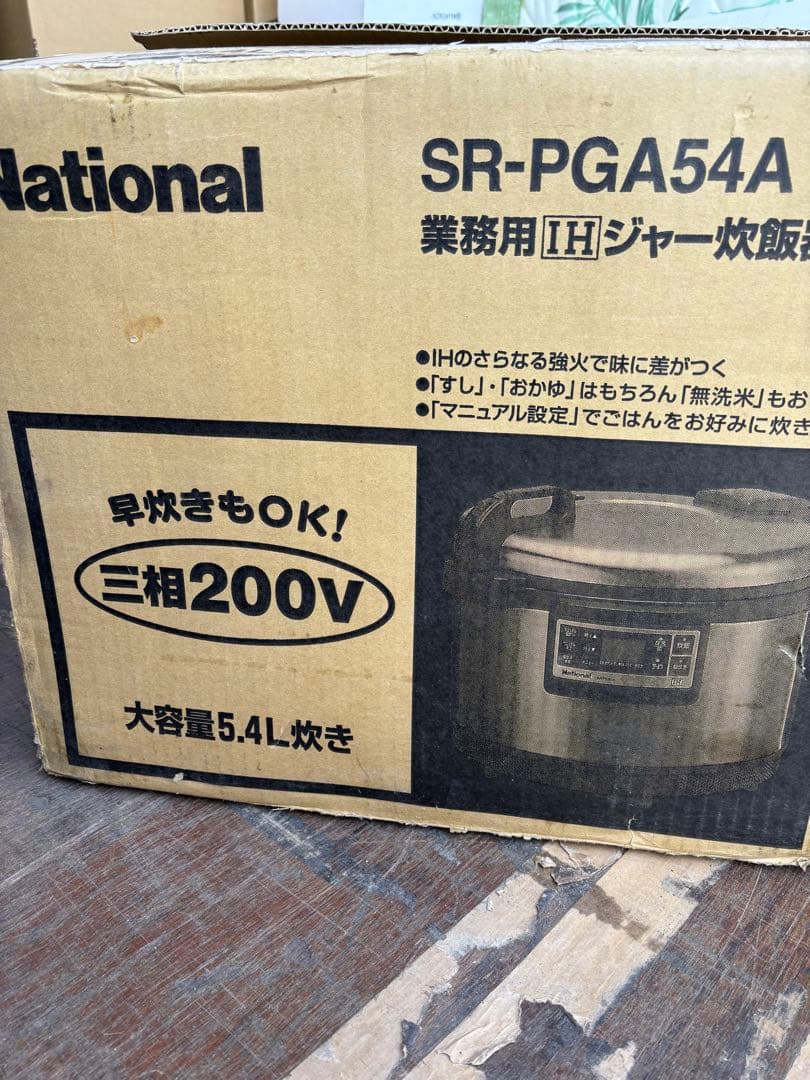 National
SR-PGA54A
業務用IHジャー炊飯器
●IHのさらなる強火で味に差がつく
●「すし」・「おかゆ」はもちろん「無洗米」もお
●「マニュアル設定」でごはんをお好みに炊き
早炊きもOK!
三相200V
大容量5.4L炊き
National